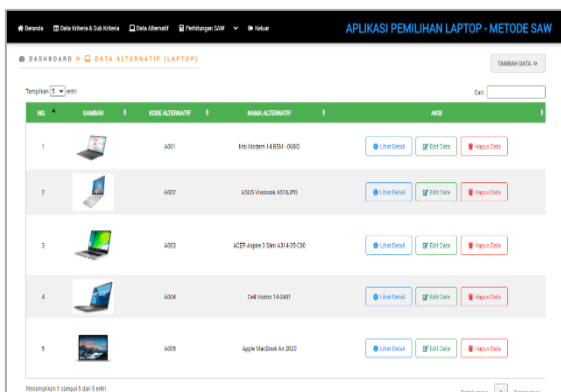 Beranda Data Kriteria & Sub Kriteria Data Alternatif Perhitungan SAW Keluar APLIKASI PEMILIHAN LAPTOP - METODE SAW
DASHBOARD » DATA ALTERNATIF (LAPTOP) TAMBAH DATA »
Tampilkan 5 entri Cari:
NO. GAMBAR KODE ALTERNATIF NAMA ALTERNATIF AKSI
1 A001 Msi Modern 14 B5M - Lihat Detail Edit Data Hapus Data
2 A002 ASUS Vivobook Lihat Detail Edit Data Hapus Data
3 A003 ACER Aspire 3 Slim A314-35-C80 Lihat Detail Edit Data Hapus Data
4 A004 Dell Vostro 14-3401 Lihat Detail Edit Data Hapus Data
5 A005 Apple MacBook Air 2020 Lihat Detail Edit Data Hapus Data
Menampilkan 1 sampai 5 dari 5 entri 1